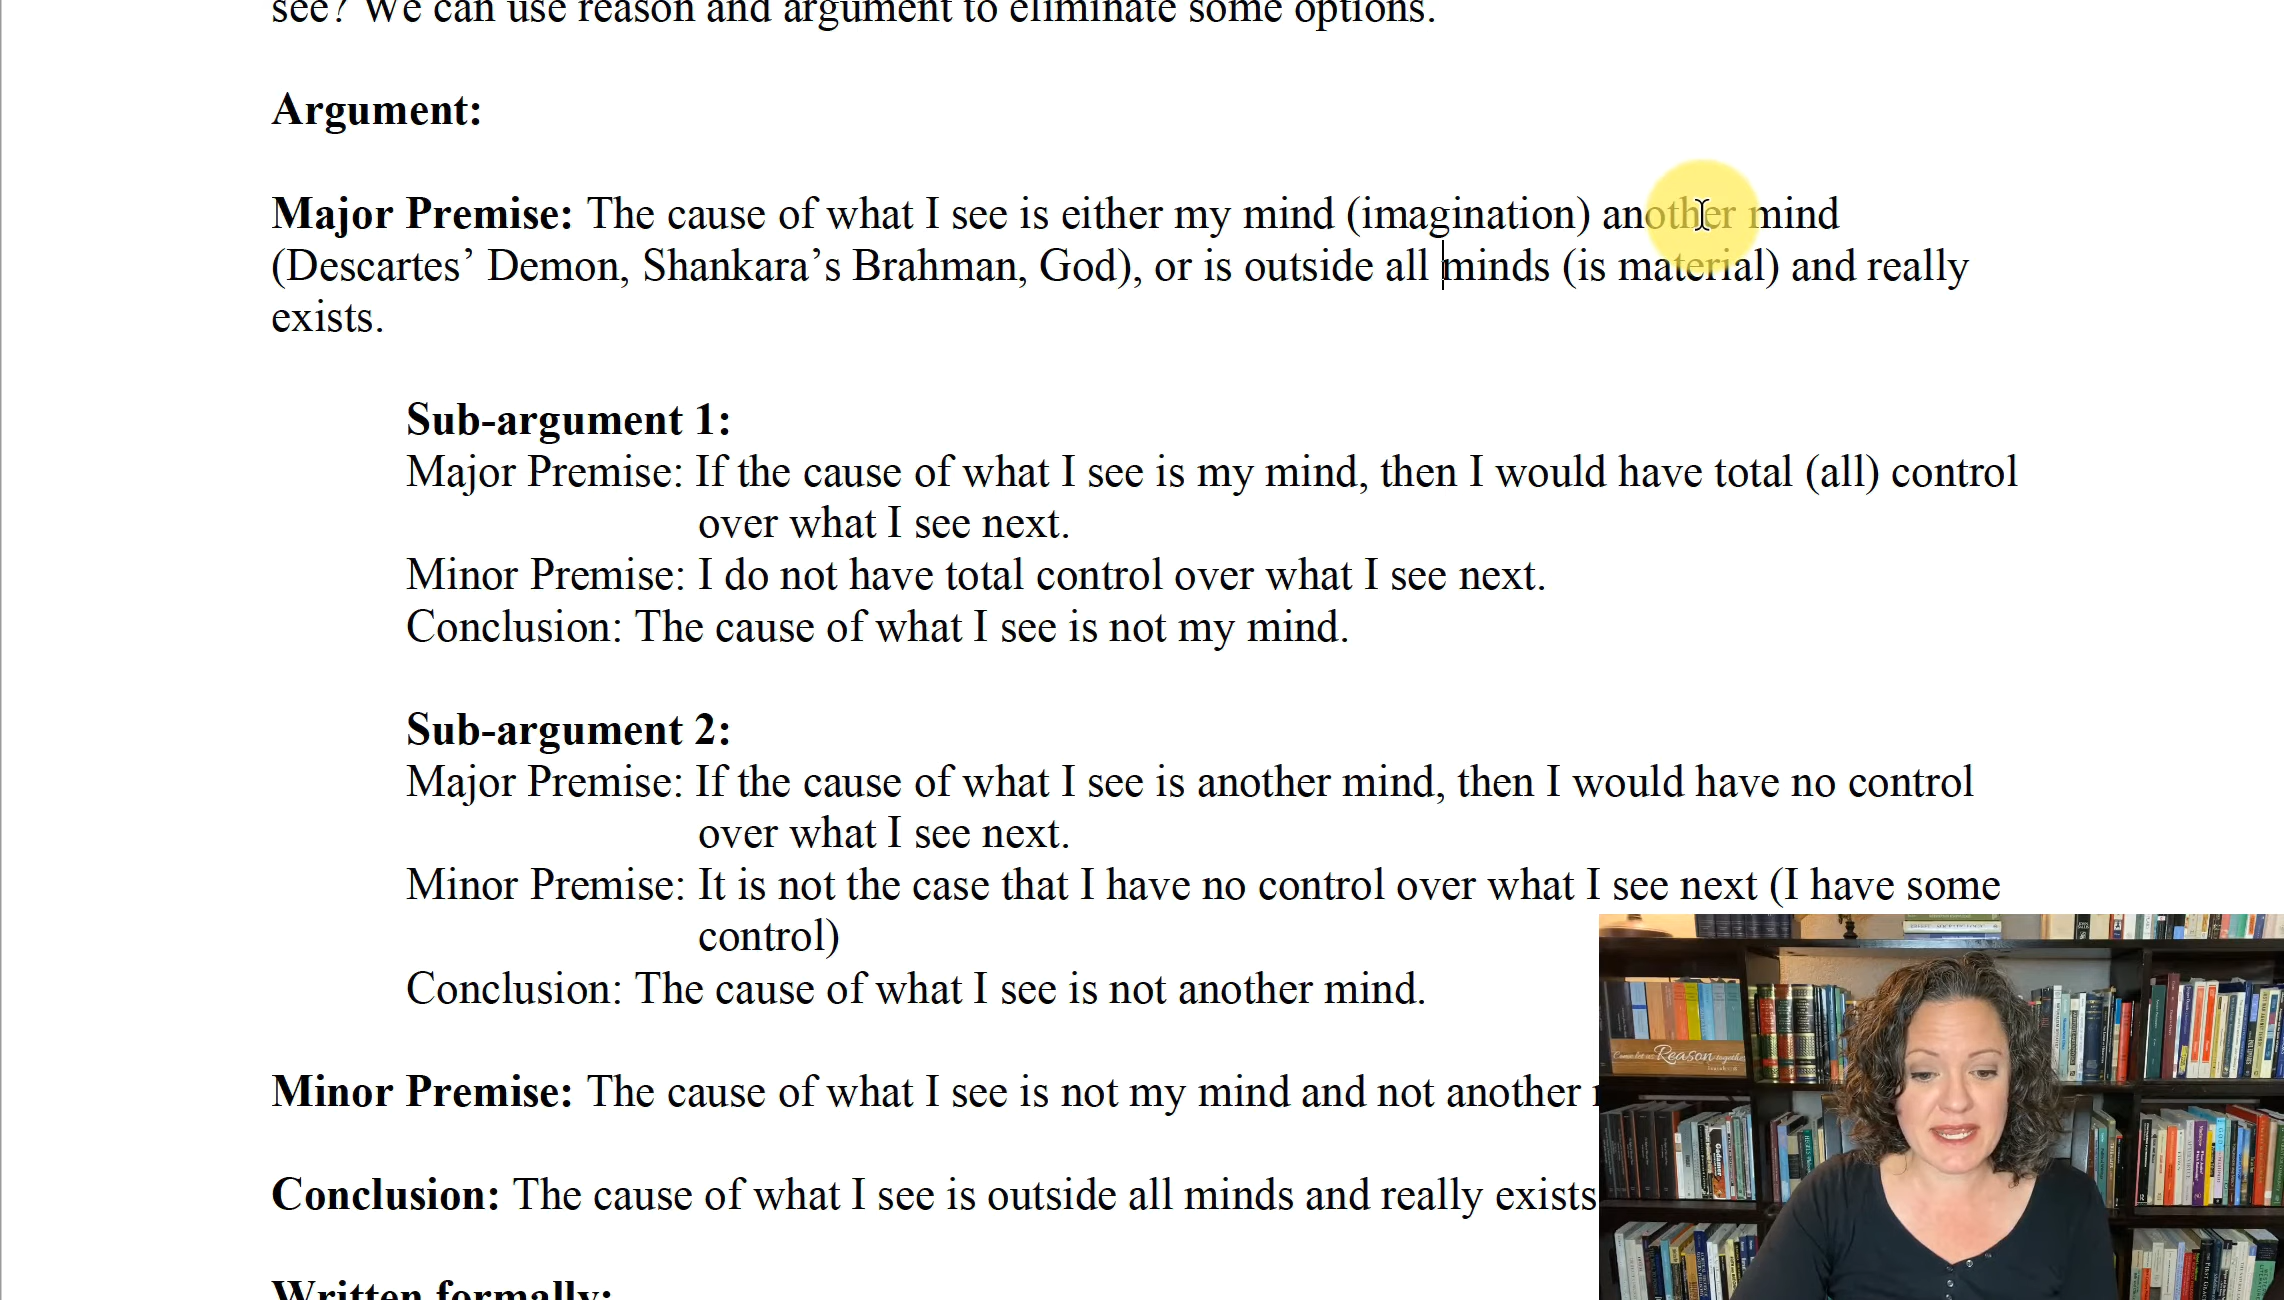 see? We can use reason and argument to eliminate some options.
Argument:
Major Premise: The cause of what I see is either my mind (imagination) another mind
(Descartes’ Demon, Shankara’s Brahman, God), or is outside all minds (is material) and really
exists.
Sub-argument 1:
Major Premise: If the cause of what I see is my mind, then I would have total (all) control
over what I see next.
Minor Premise: I do not have total control over what I see next.
Conclusion: The cause of what I see is not my mind.
Sub-argument 2:
Major Premise: If the cause of what I see is another mind, then I would have no control
over what I see next.
Minor Premise: It is not the case that I have no control over what I see next (I have some
control)
Conclusion: The cause of what I see is not another mind.
Minor Premise: The cause of what I see is not my mind and not another
Conclusion: The cause of what I see is outside all minds and really exists
Written formally:
Come let us Reason together